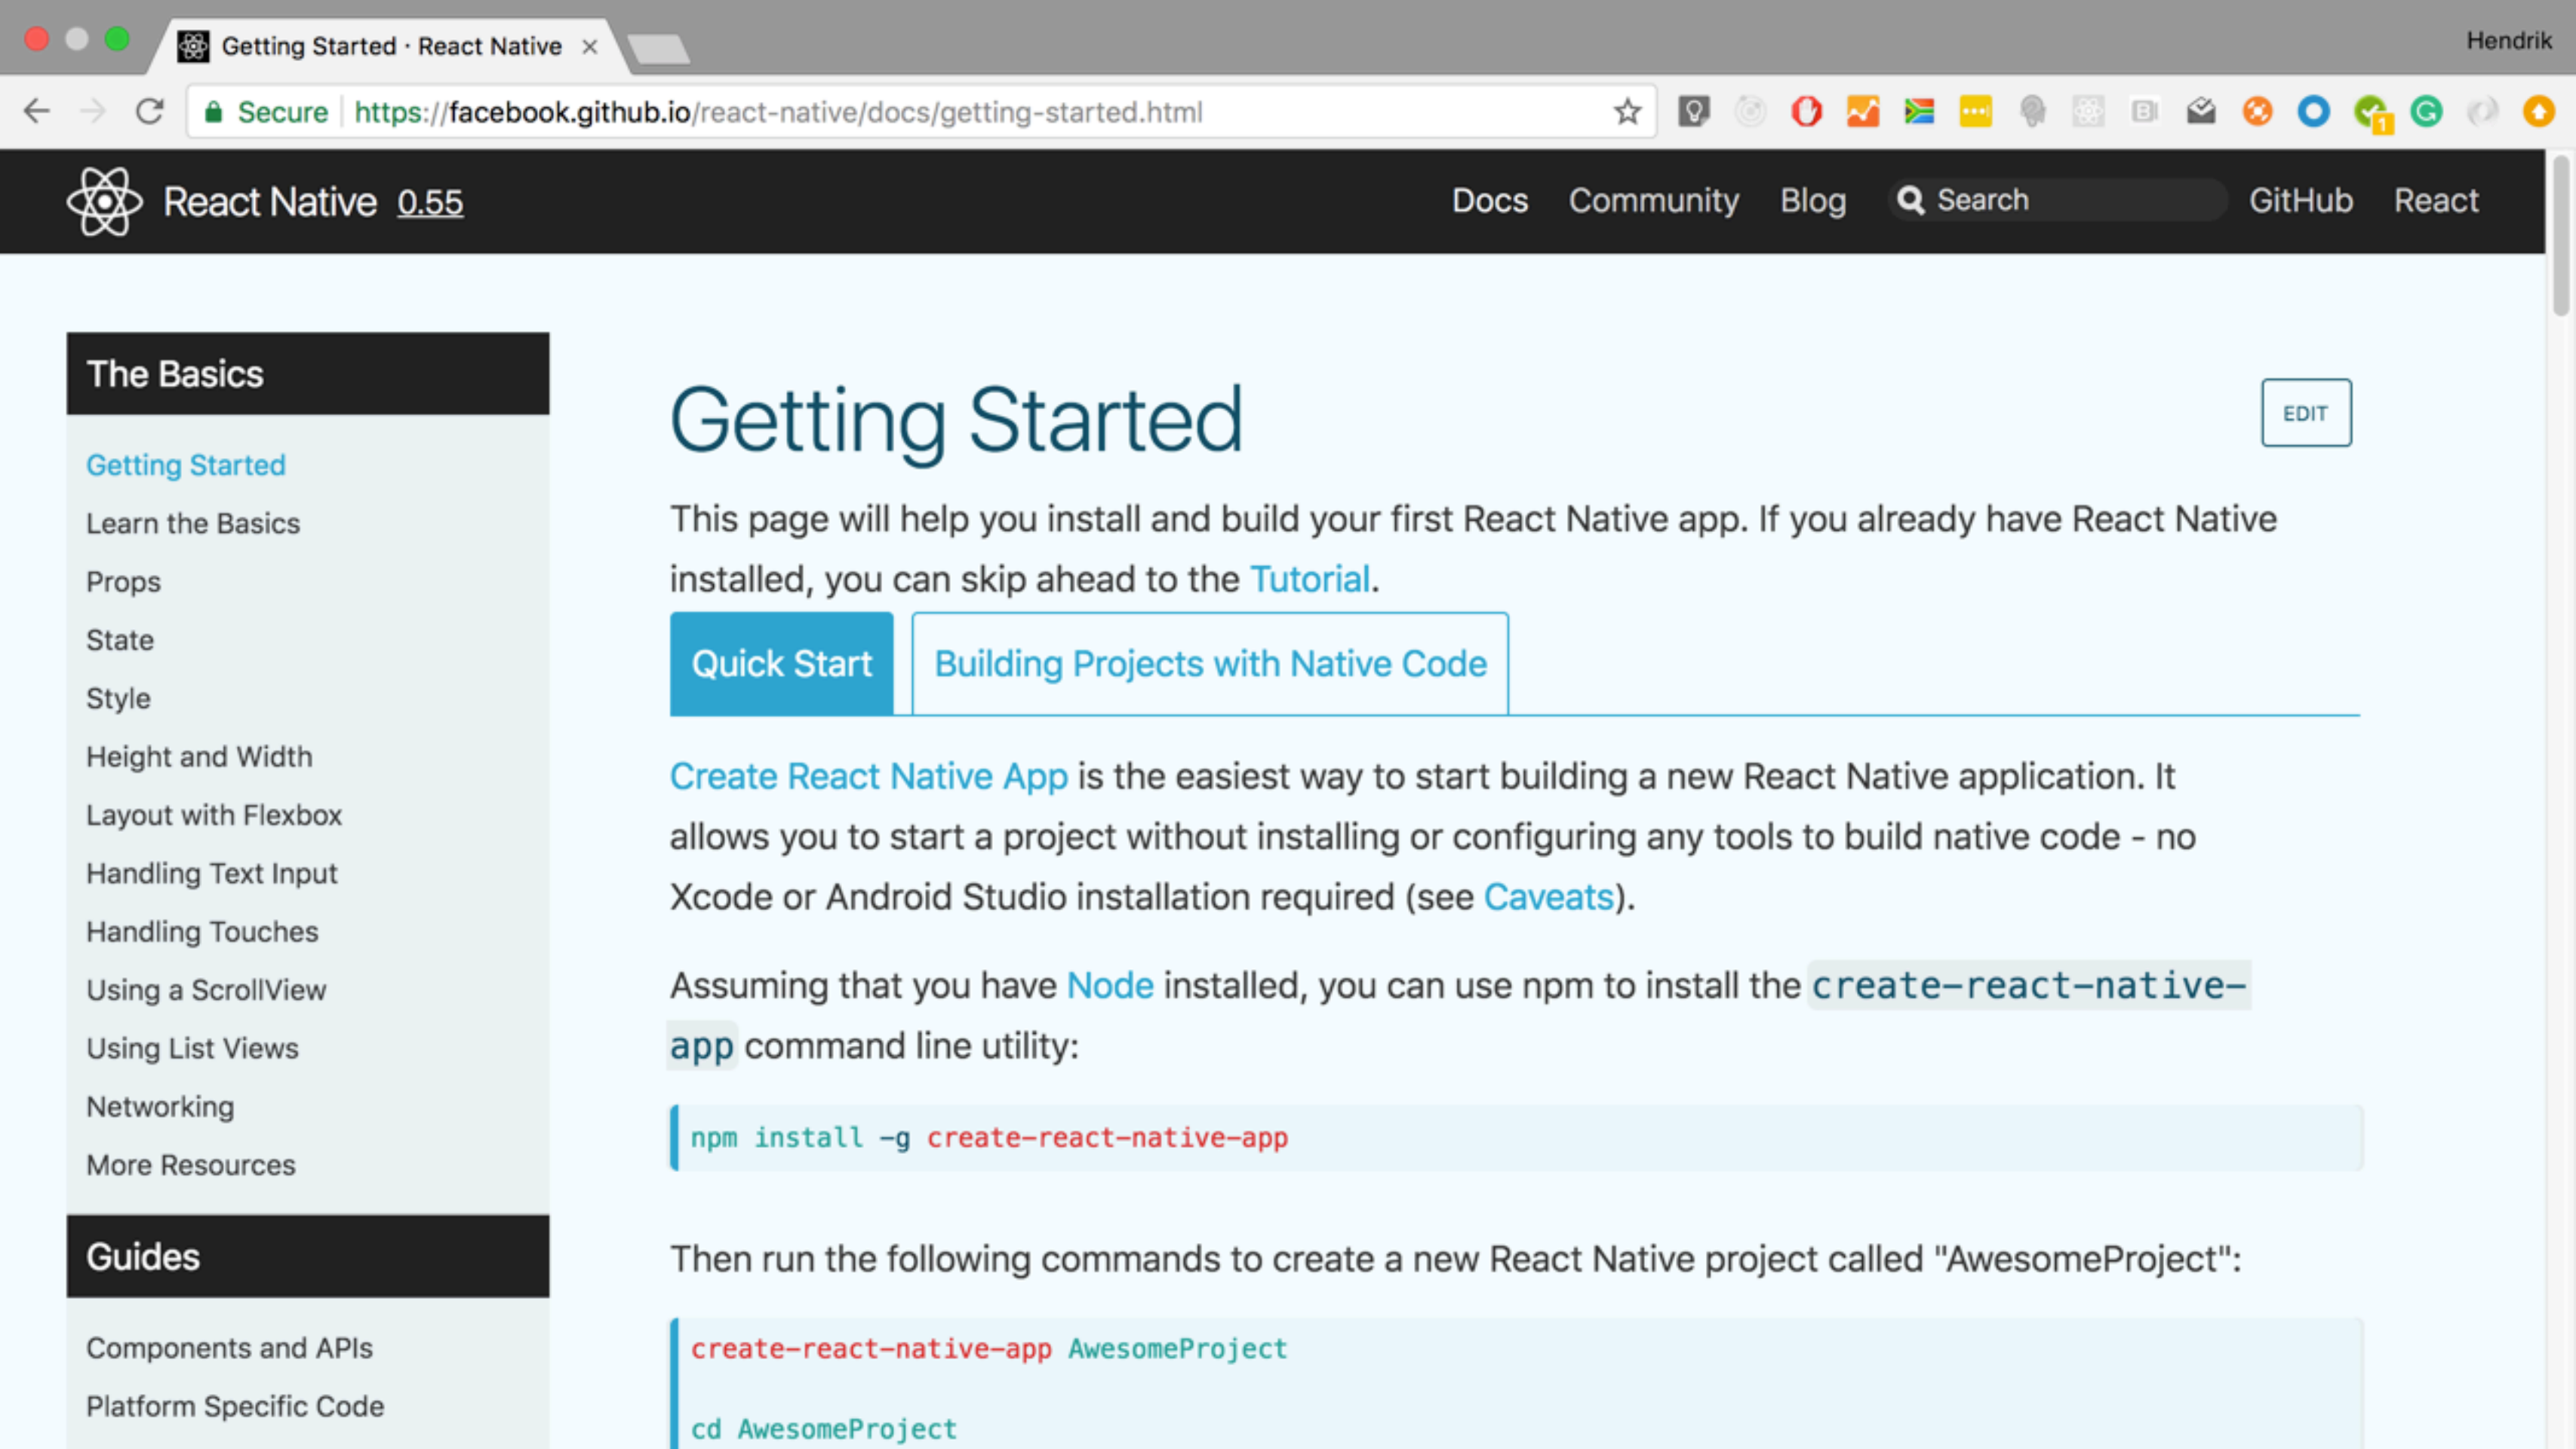 Getting Started · React Native
Hendrik
Secure
https://facebook.github.io/react-native/docs/getting-started.html
1
React Native 0.55
Docs Community Blog Search GitHub React
The Basics
Getting Started
Learn the Basics
Props
State
Style
Height and Width
Layout with Flexbox
Handling Text Input
Handling Touches
Using a ScrollView
Using List Views
Networking
More Resources
Guides
Components and APIs
Platform Specific Code
Getting Started
EDIT
This page will help you install and build your first React Native app. If you already have React Native
installed, you can skip ahead to the Tutorial.
Quick Start Building Projects with Native Code
Create React Native App is the easiest way to start building a new React Native application. It
allows you to start a project without installing or configuring any tools to build native code - no
Xcode or Android Studio installation required (see Caveats).
Assuming that you have Node installed, you can use npm to install the create-react-native-
app command line utility:
npm install -g create-react-native-app
Then run the following commands to create a new React Native project called "AwesomeProject":
create-react-native-app AwesomeProject
cd AwesomeProject